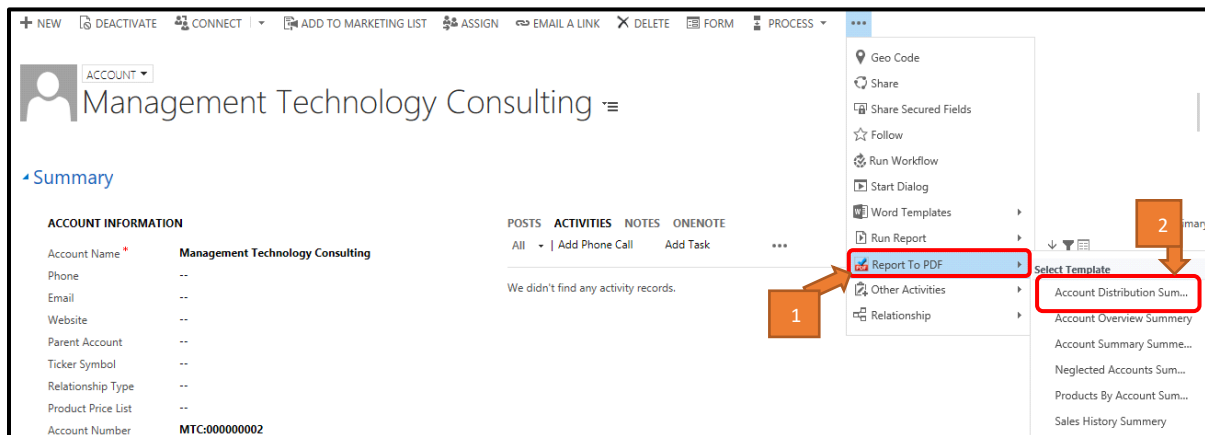 NEW DEACTIVATE CONNECT ADD TO MARKETING LIST ASSIGN EMAIL A LINK DELETE FORM PROCESS •••
ACCOUNT
Management Technology Consulting
Summary
ACCOUNT INFORMATION
Account Name* Management Technology Consulting
Phone --
Email --
Website --
Parent Account --
Ticker Symbol --
Relationship Type --
Product Price List --
Account Number MTC:000000002
POSTS ACTIVITIES NOTES ONENOTE
All | Add Phone Call Add Task •••
We didn't find any activity records.
Geo Code
Share
Share Secured Fields
Follow
Run Workflow
Start Dialog
Word Templates
Run Report
Report To PDF
Other Activities
Relationship
1
2
Select Template
Account Distribution Sum...
Account Overview Summery
Account Summary Summe...
Neglected Accounts Sum...
Products By Account Sum...
Sales History Summery